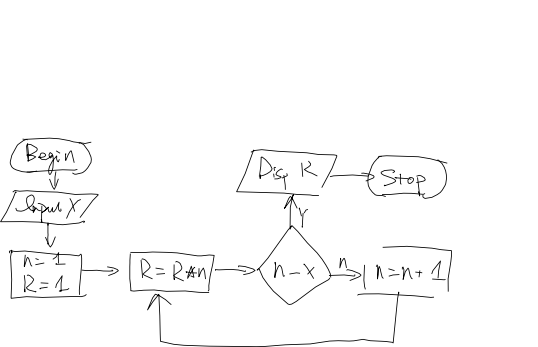 Begin
Input X
n = 1
R = 1
R = R * n
n - x
Y
Disp R
Stop
n
n = n + 1